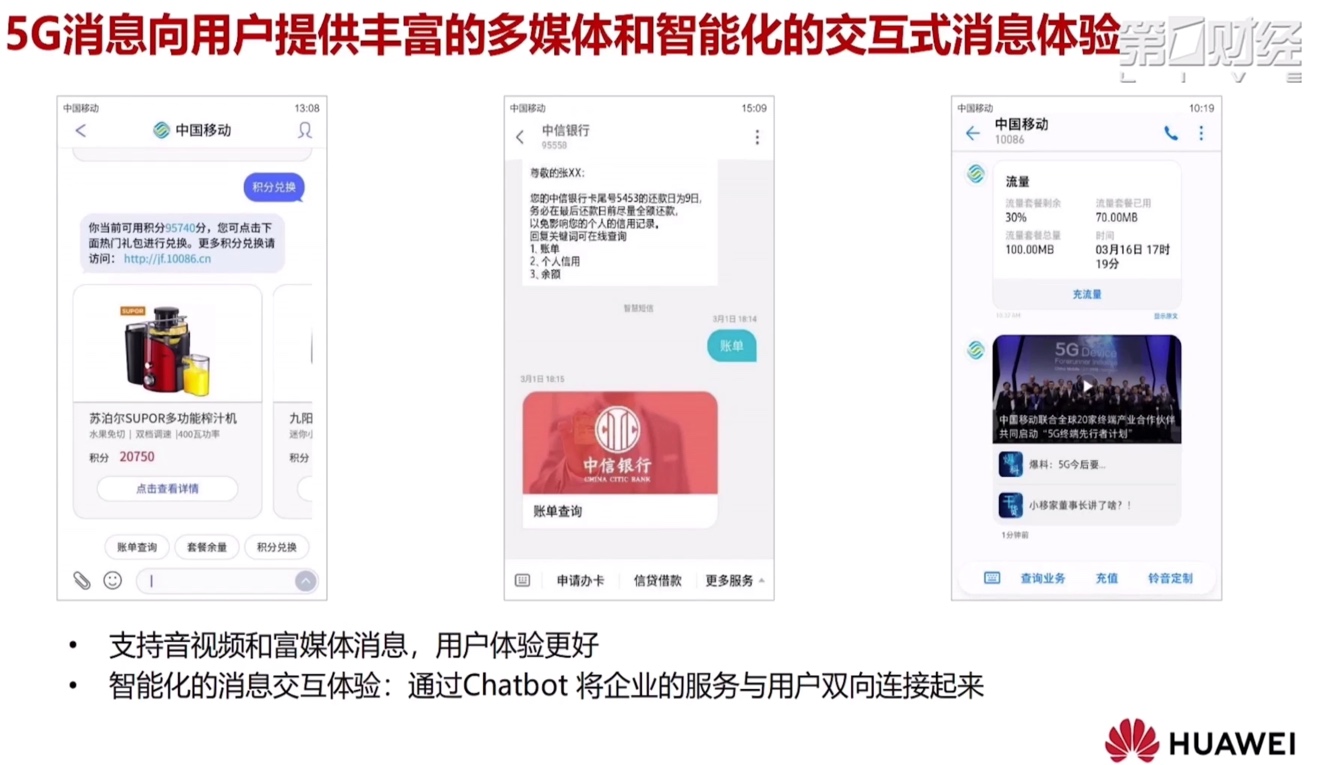 5G消息向用户提供丰富的多媒体和智能化的交互式消息体验
第一财经
LIVE
中国移动 13:08
中国移动
积分兑换
你当前可用积分95740分，您可点击下
面热门礼包进行兑换。更多积分兑换请
访问：http://jf.10086.cn
SUPOR
苏泊尔SUPOR多功能榨汁机
水果免切 | 双档调速 |400瓦功率
积分 20750
点击查看详情
九阳
迷你小
积分
账单查询 套餐余量 积分兑换
中国移动 15:09
中信银行
95558
尊敬的张XX：
您的中信银行卡尾号5453的还款日为9日，
务必在最后还款日前尽量全额还款，
以免影响您的个人的信用记录。
回复关键词可在线查询
1、账单
2、个人信用
3、余额
智慧短信
3月1日 18:14
账单
3月1日 18:15
中信银行
CHINA CITIC BANK
账单查询
申请办卡 信贷借款 更多服务
中国移动 10:19
中国移动
10086
流量
流量套餐剩余 流量套餐已用
30% 70.00MB
流量套餐总量 时间
100.00MB 03月16日 17时
19分
充流量
显示原文
5G Device
Forerunner Initiative
中国移动联合全球20家终端产业合作伙伴
共同启动“5G终端先行者计划”
爆料
爆料：5G今后要...
干货
小移家董事长讲了啥？！
1分钟前
查询业务 充值 铃音定制
• 支持音视频和富媒体消息，用户体验更好
• 智能化的消息交互体验：通过Chatbot 将企业的服务与用户双向连接起来
HUAWEI